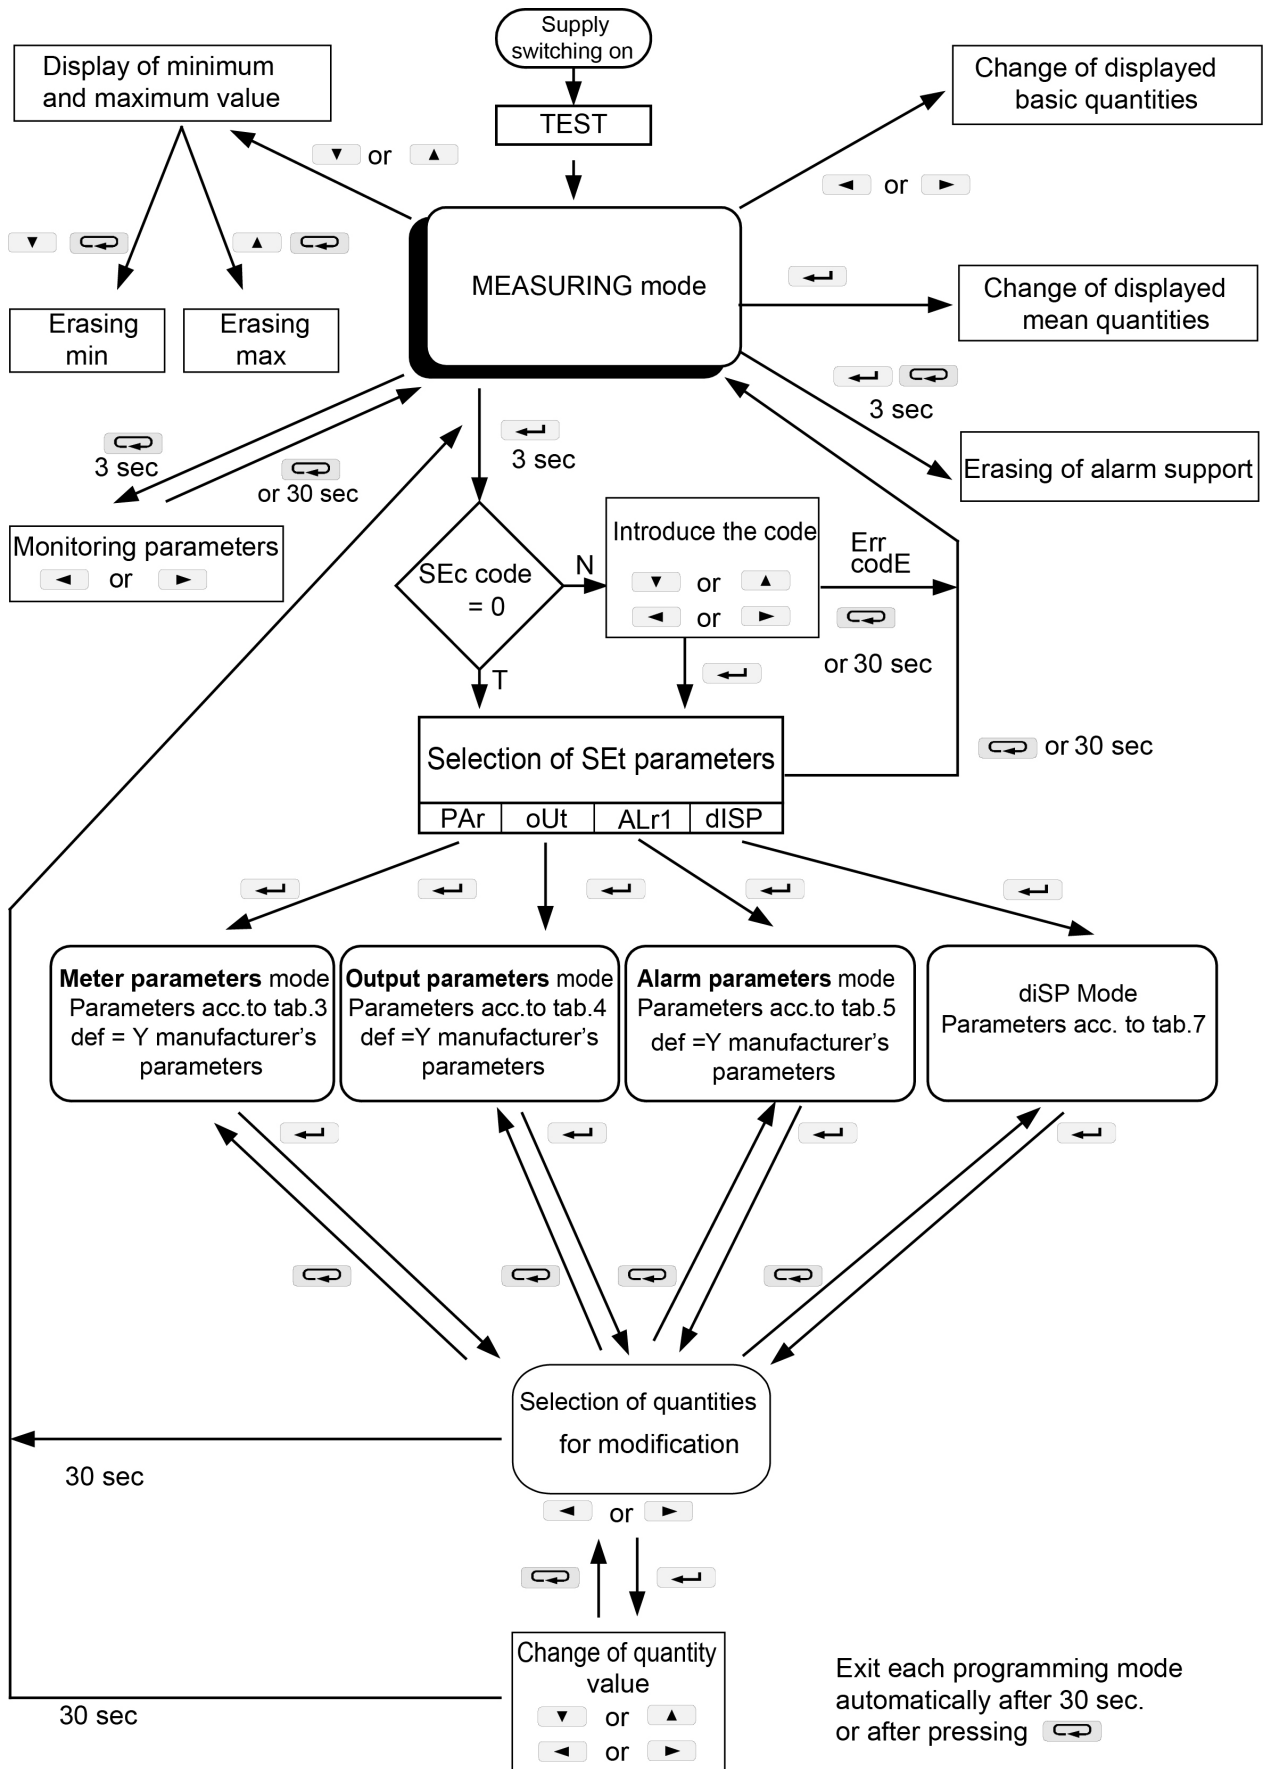 Supply
switching on
TEST
Display of minimum
and maximum value
Change of displayed
basic quantities
or
or
MEASURING mode
Change of displayed
mean quantities
Erasing
min
Erasing
max
3 sec
Erasing of alarm support
3 sec
or 30 sec
3 sec
Monitoring parameters
or
SEc code
= 0
N
T
Introduce the code
or
or
Err
codE
or 30 sec
Selection of SEt parameters
PAr oUt ALr1 dISP
or 30 sec
Meter parameters mode
Parameters acc.to tab.3
def = Y manufacturer's
parameters
Output parameters mode
Parameters acc.to tab.4
def =Y manufacturer's
parameters
Alarm parameters mode
Parameters acc.to tab.5
def =Y manufacturer's
parameters
diSP Mode
Parameters acc. to tab.7
Selection of quantities
for modification
30 sec
or
Change of quantity
value
or
or
30 sec
Exit each programming mode
automatically after 30 sec.
or after pressing